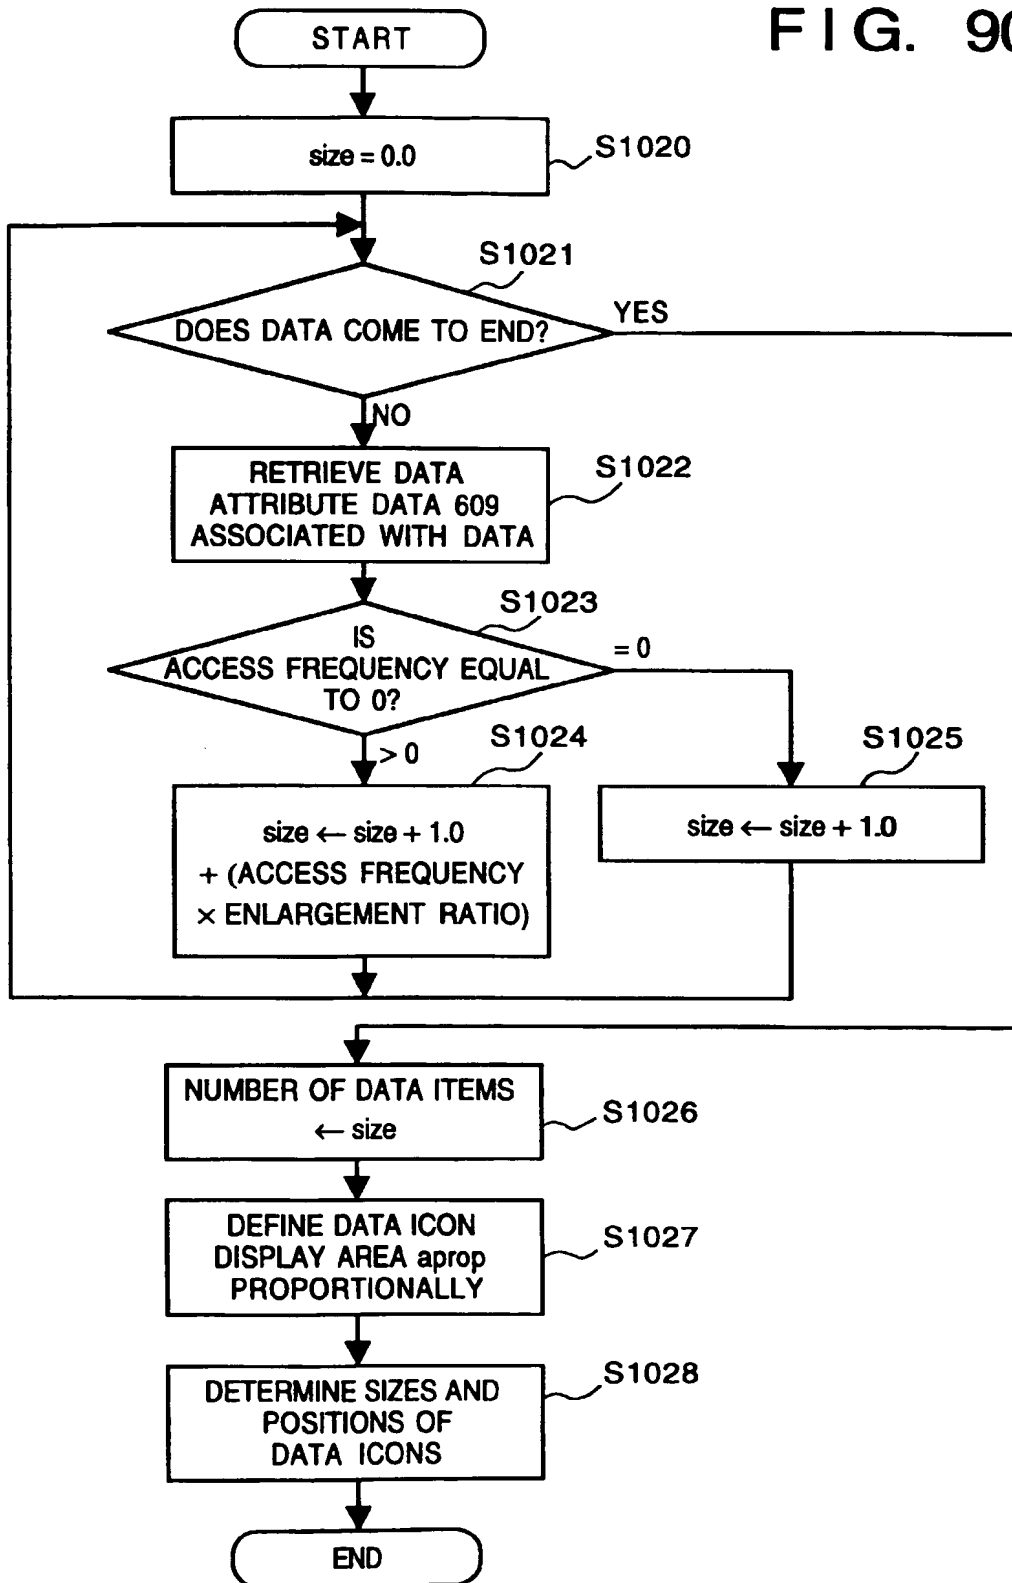 FIG. 90
START
size = 0.0
S1020
S1021
DOES DATA COME TO END?
YES
NO
RETRIEVE DATA
ATTRIBUTE DATA 609
ASSOCIATED WITH DATA
S1022
S1023
IS
ACCESS FREQUENCY EQUAL
TO 0?
= 0
> 0
S1024
size ← size + 1.0
+ (ACCESS FREQUENCY
× ENLARGEMENT RATIO)
S1025
size ← size + 1.0
NUMBER OF DATA ITEMS
← size
S1026
DEFINE DATA ICON
DISPLAY AREA aprop
PROPORTIONALLY
S1027
DETERMINE SIZES AND
POSITIONS OF
DATA ICONS
S1028
END